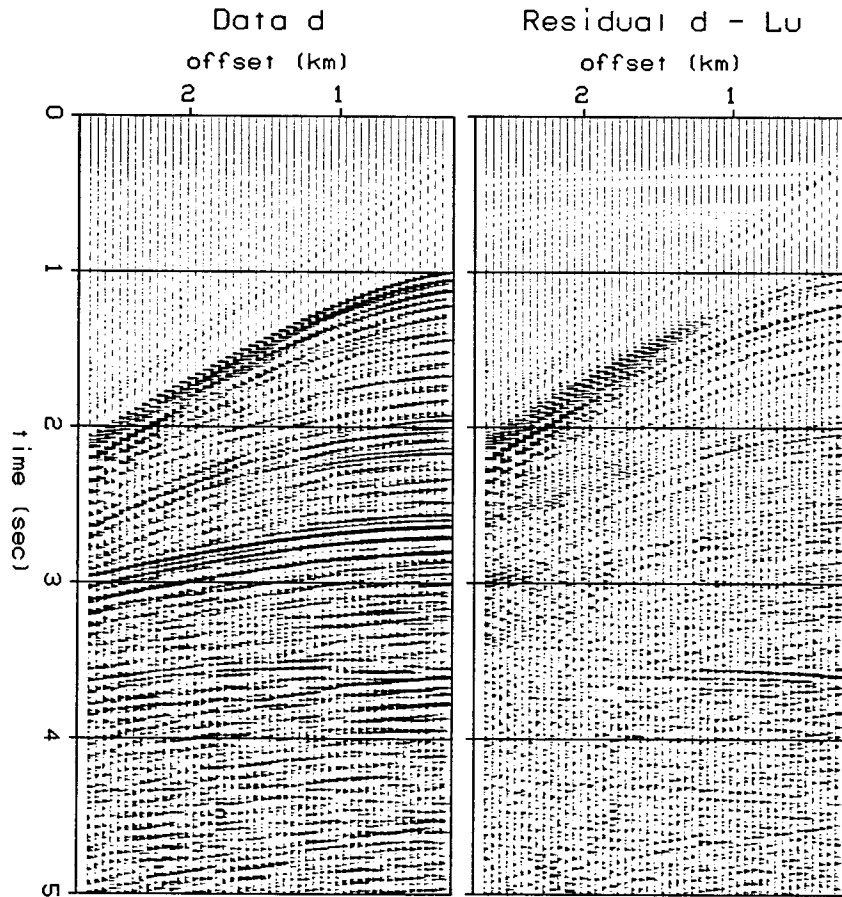 Data d
Residual d - Lu
offset (km)
offset (km)
2 1
2 1
0
1
2
3
4
5
time (sec)